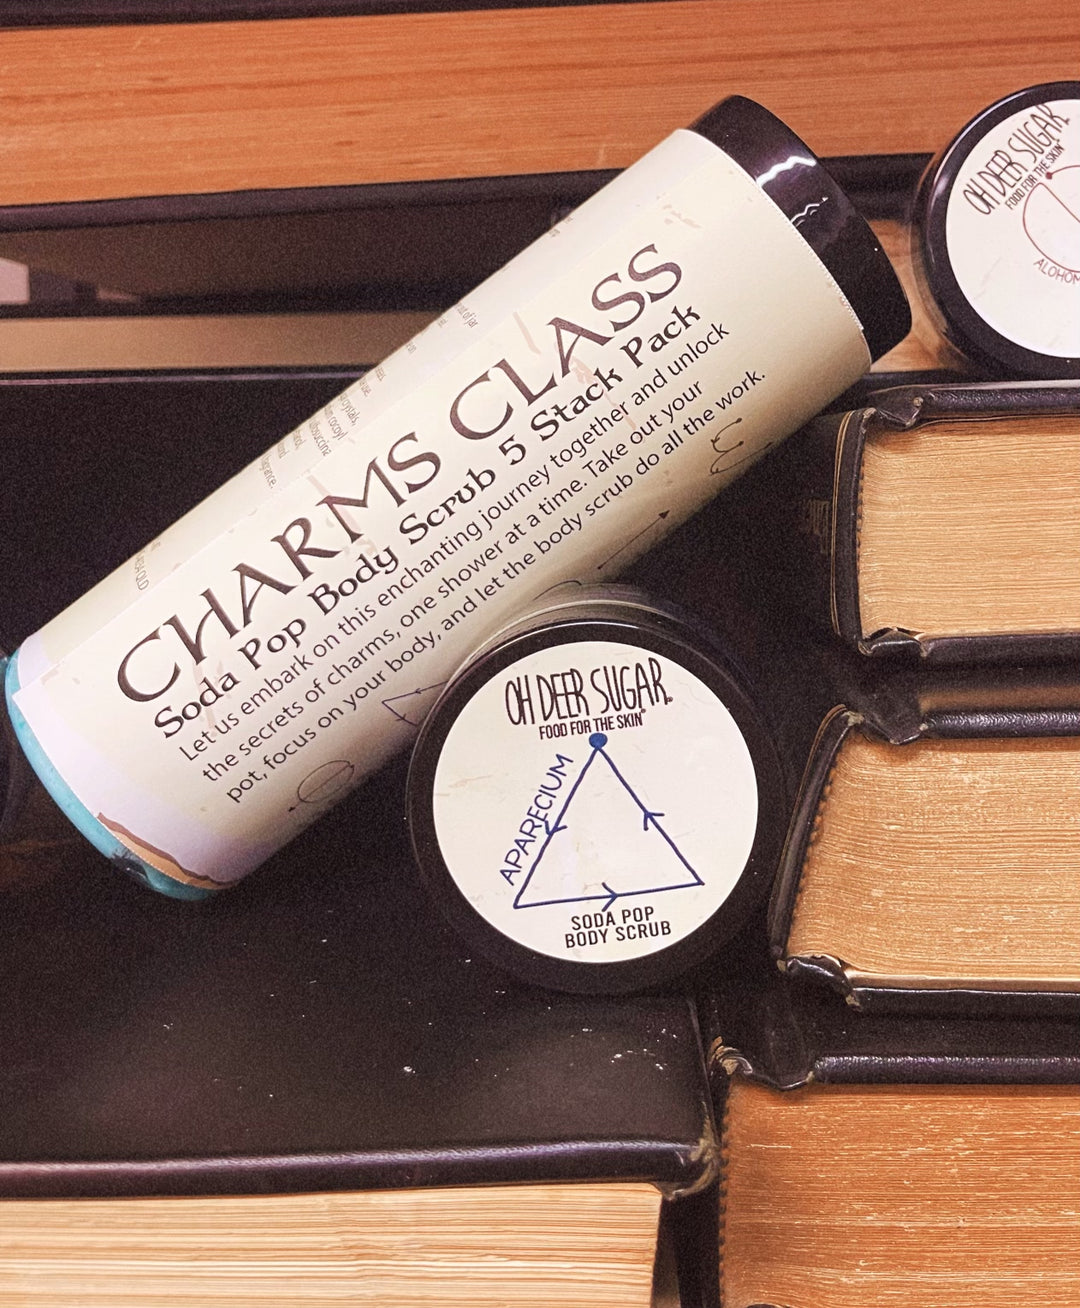 CHARMS CLASS
Soda Pop Body Scrub 5 Stack Pack
Let us embark on this enchanting journey together and unlock
the secrets of charms, one shower at a time. Take out your
pot, focus on your body, and let the body scrub do all the work.
OH DEER SUGAR
FOOD FOR THE SKIN
APARECIUM
SODA POP
BODY SCRUB
OH DEER SUGAR
FOOD FOR THE SKIN
ALOHOM